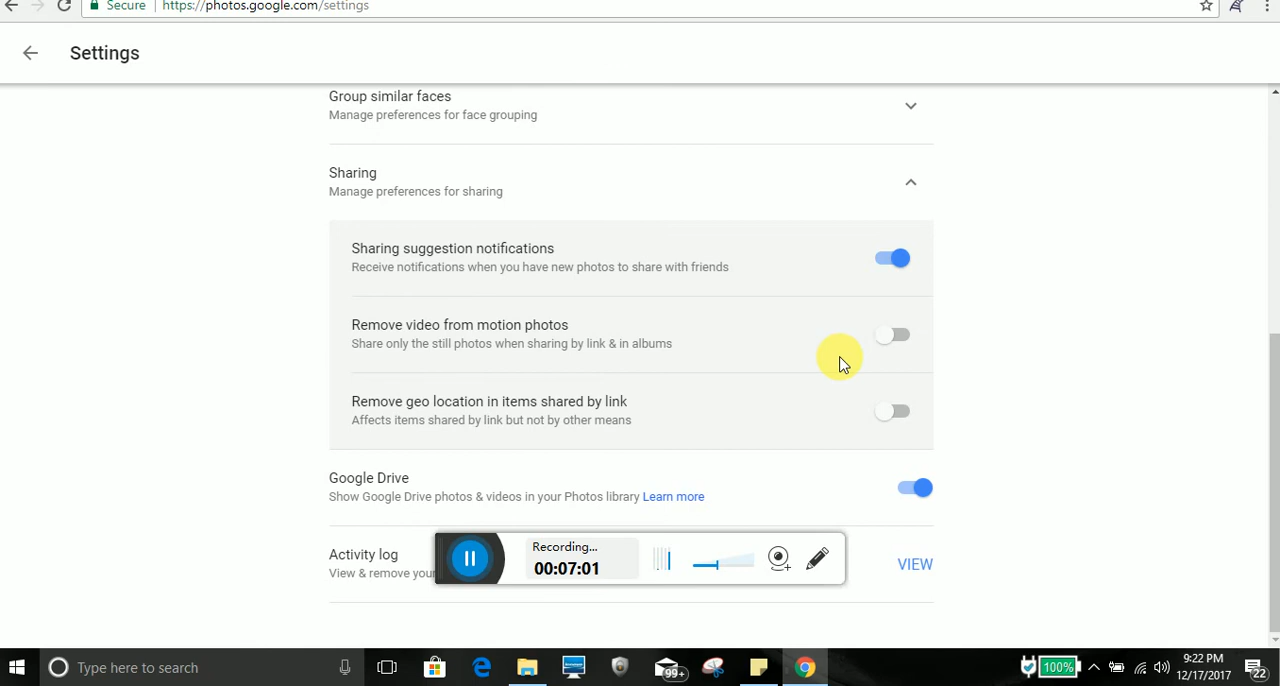 Secure
https://photos.google.com/settings
Settings
Group similar faces
Manage preferences for face grouping
Sharing
Manage preferences for sharing
Sharing suggestion notifications
Receive notifications when you have new photos to share with friends
Remove video from motion photos
Share only the still photos when sharing by link & in albums
Remove geo location in items shared by link
Affects items shared by link but not by other means
Google Drive
Show Google Drive photos & videos in your Photos library Learn more
Activity log
View & remove your
VIEW
Recording...
00:07:01
Type here to search
99+
100%
9:22 PM
12/17/2017
22